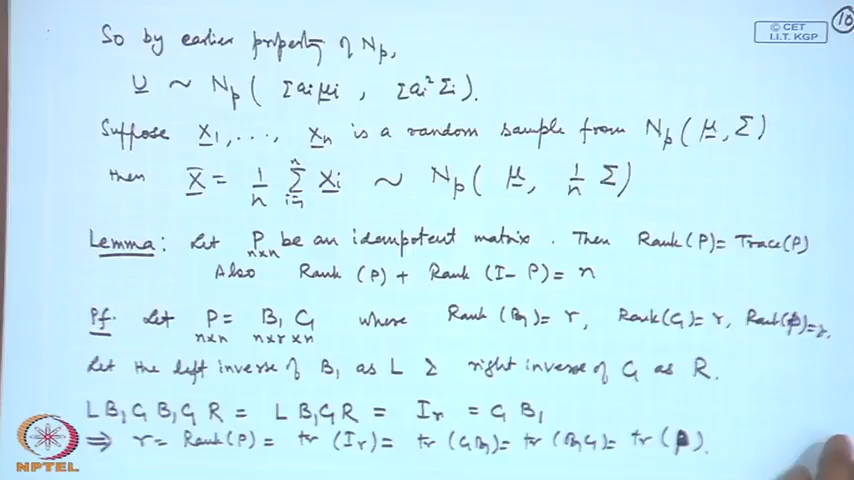 10
© CET
I.I.T. KGP
So by earlier property of Np,
U ~ Np ( Σ aiμi , Σ ai² Σi ).
Suppose X1, ..., Xn is a random sample from Np ( μ, Σ )
then X̄ = 1/n Σ i=1 n Xi ~ Np ( μ, 1/n Σ )
Lemma : Let P n×n be an idempotent matrix . Then Rank (P) = Trace (P)
Also Rank (P) + Rank (I - P) = n
Pf. Let P n×n = B1 C1 n×r×n where Rank (B1) = r, Rank (C1) = r, Rank (P) = r.
Let the left inverse of B1 as L & right inverse of C1 as R.
L B1 C1 B1 C1 R = L B1 C1 R = Ir = C1 B1
⇒ r = Rank (P) = tr (Ir) = tr (C1 B1) = tr (B1 C1) = tr (P).
NPTEL